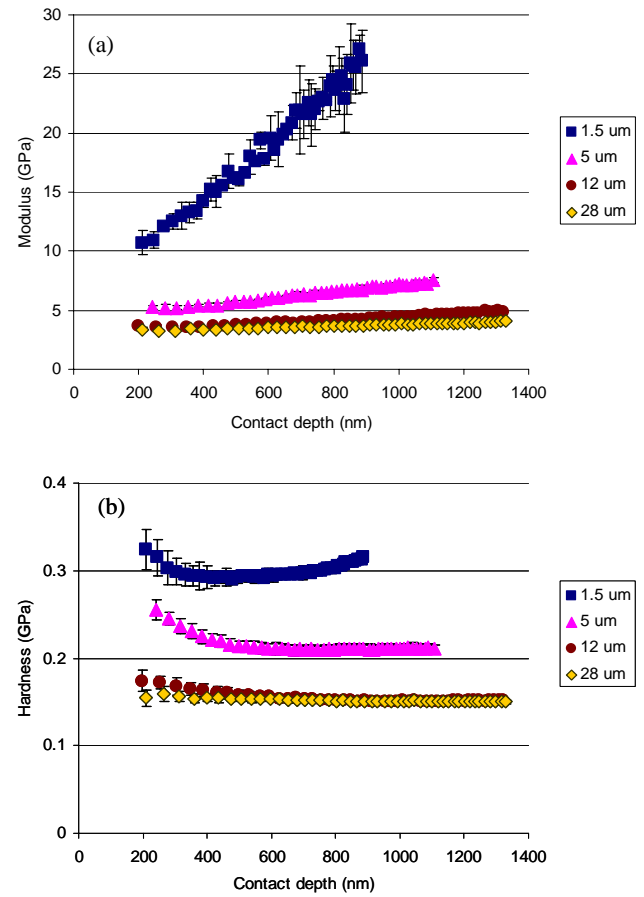 30
(a)
25
20
15
10
5
0
Modulus (GPa)
0 200 400 600 800 1000 1200 1400
Contact depth (nm)
1.5 um
5 um
12 um
28 um
0.4
(b)
0.3
0.2
0.1
0
Hardness (GPa)
0 200 400 600 800 1000 1200 1400
Contact depth (nm)
1.5 um
5 um
12 um
28 um